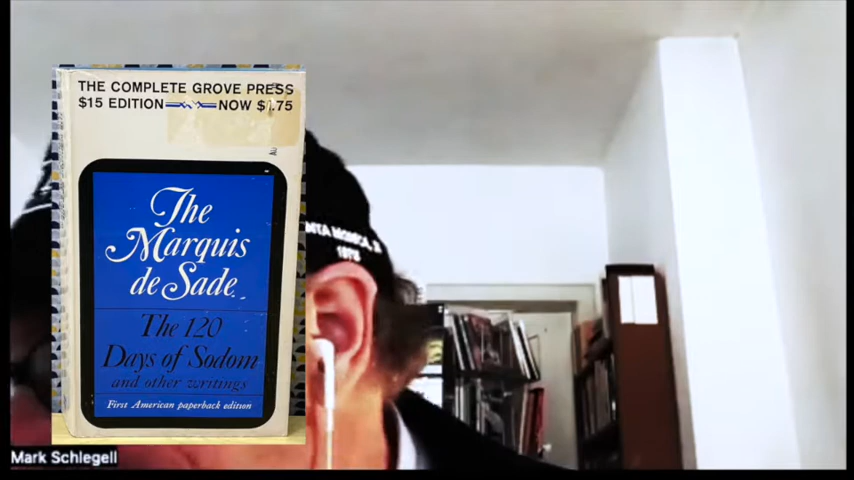 THE COMPLETE GROVE PRESS
$15 EDITION NOW $1.75
The
Marquis
de Sade
The 120
Days of Sodom
and other writings
First American paperback edition
MONICA
Mark Schlegell